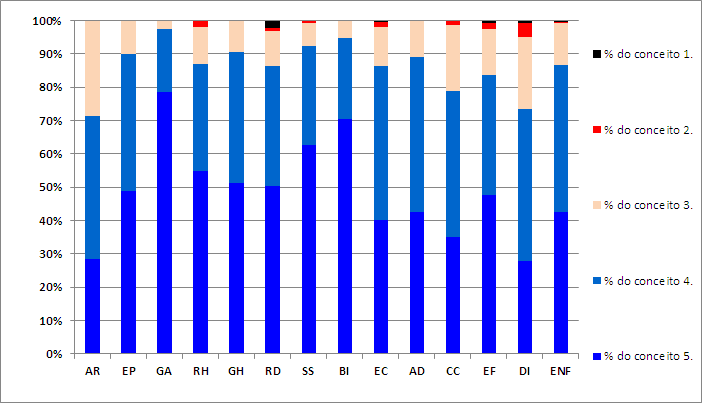 100%
90%
80%
70%
60%
50%
40%
30%
20%
10%
0%
AR EP GA RH GH RD SS BI EC AD CC EF DI ENF
% do conceito 1.
% do conceito 2.
% do conceito 3.
% do conceito 4.
% do conceito 5.